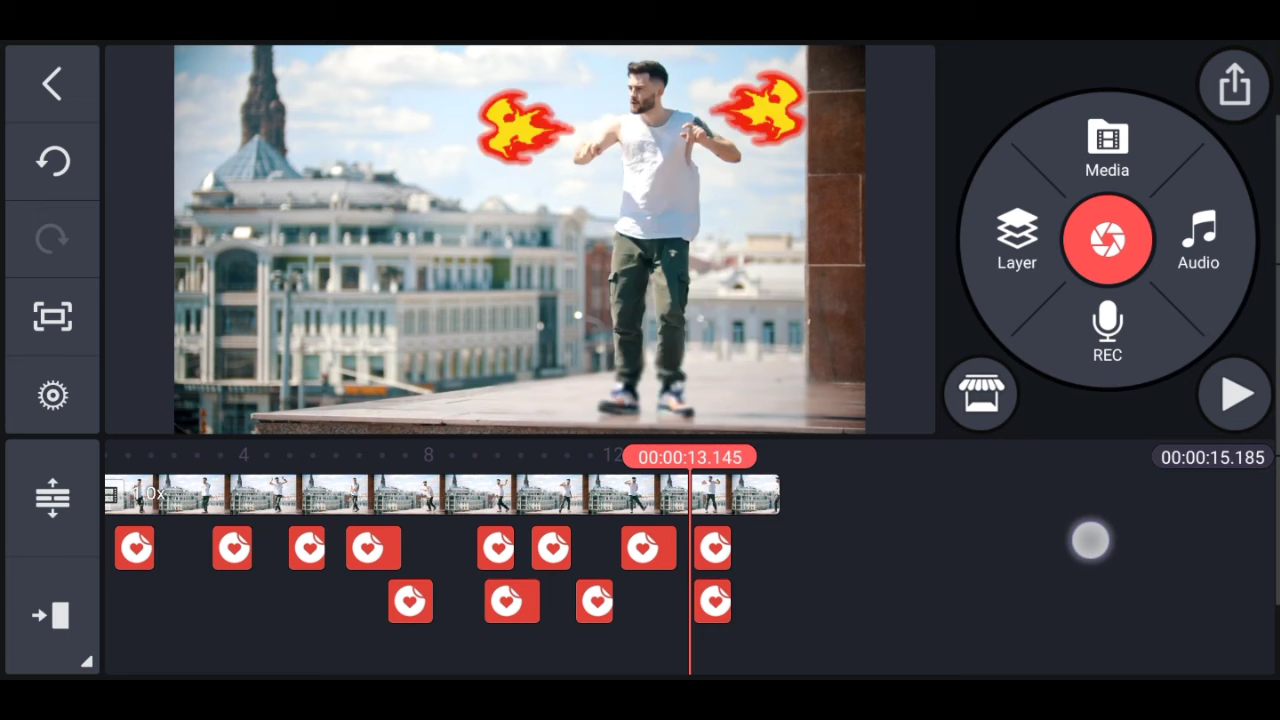 Media
Layer
Audio
REC
4
8
12
00:00:13.145
00:00:15.185
1.0x